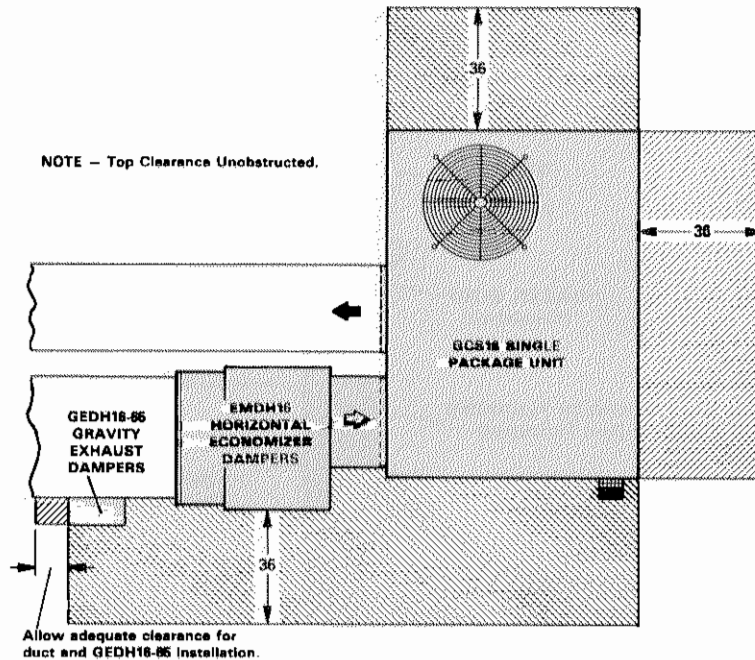 36
NOTE – Top Clearance Unobstructed.
36
GCS16 SINGLE
PACKAGE UNIT
GEDH16-65
GRAVITY
EXHAUST
DAMPERS
EMDH16
HORIZONTAL
ECONOMIZER
DAMPERS
36
Allow adequate clearance for
duct and GEDH16-65 installation.